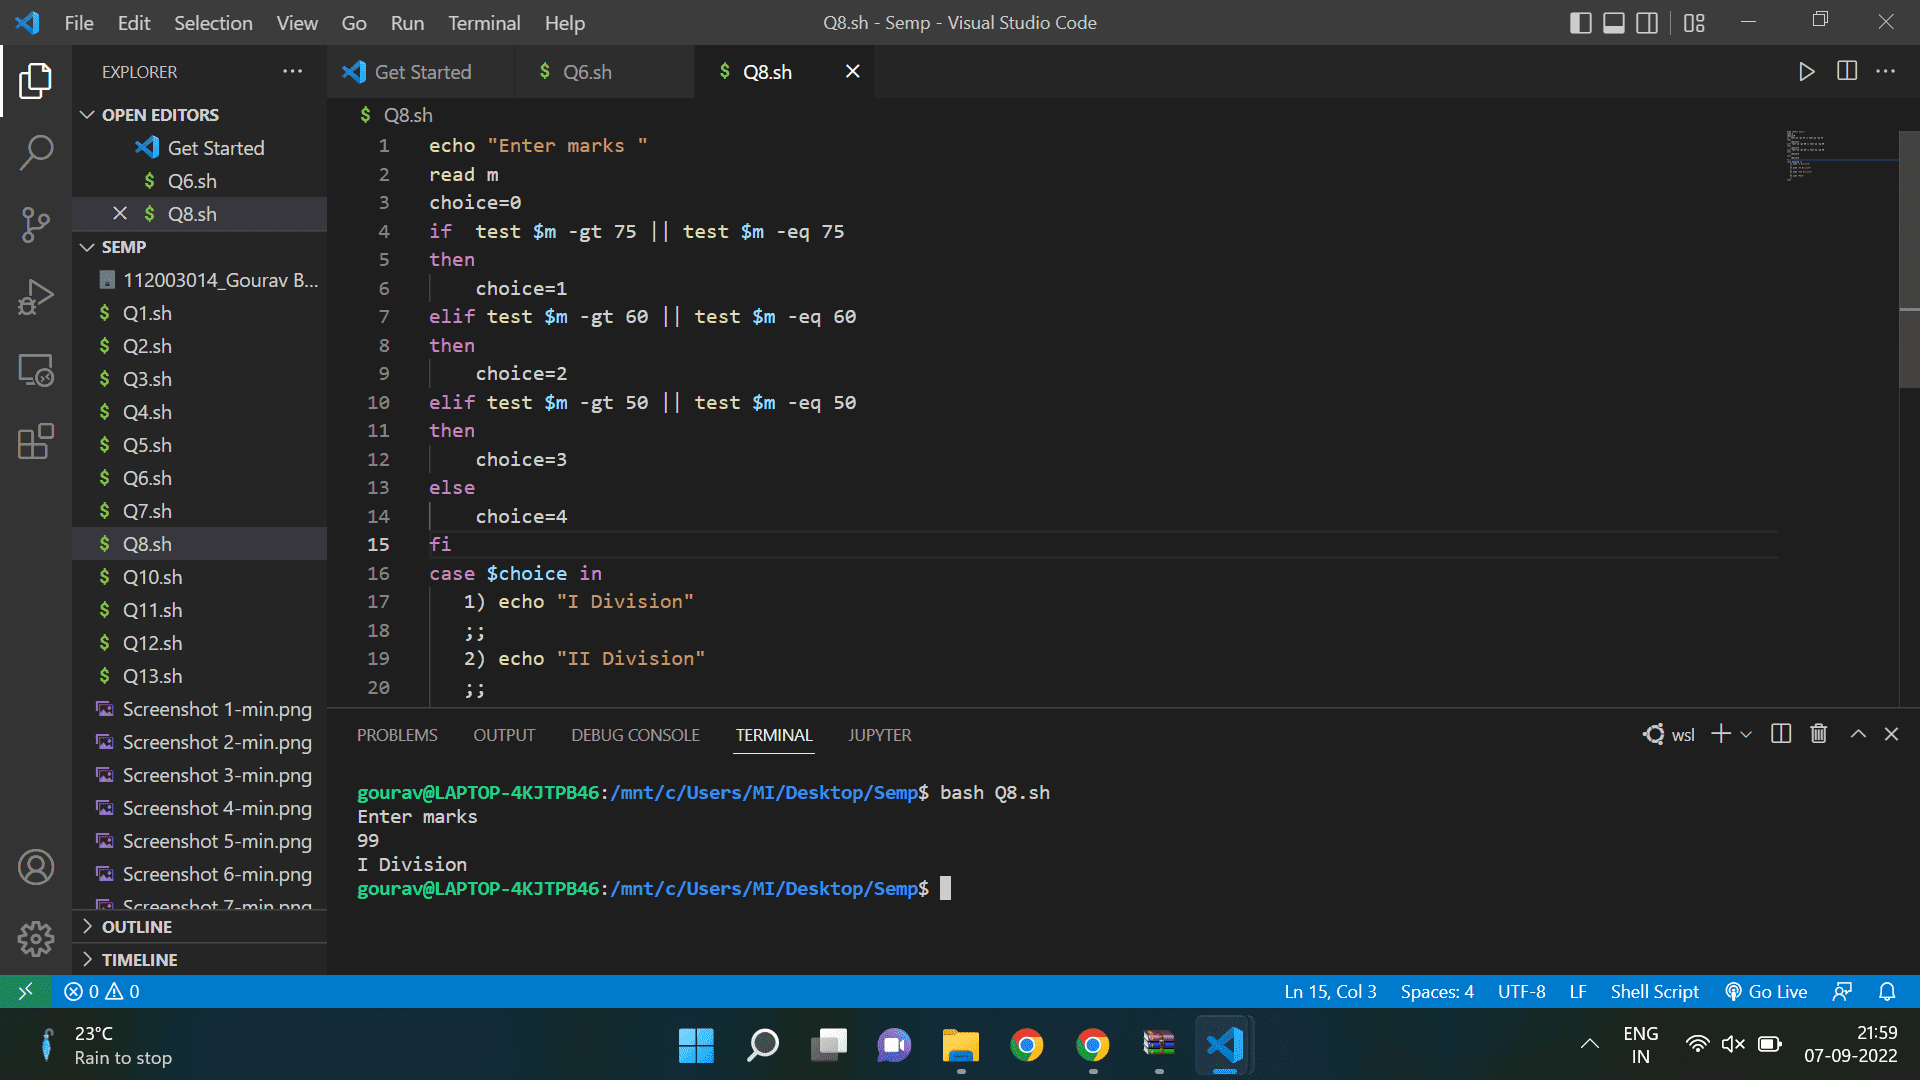 File Edit Selection View Go Run Terminal Help
Q8.sh - Semp - Visual Studio Code
EXPLORER
OPEN EDITORS
Get Started
$ Q6.sh
$ Q8.sh
SEMP
112003014_Gourav B...
$ Q1.sh
$ Q2.sh
$ Q3.sh
$ Q4.sh
$ Q5.sh
$ Q6.sh
$ Q7.sh
$ Q8.sh
$ Q10.sh
$ Q11.sh
$ Q12.sh
$ Q13.sh
Screenshot 1-min.png
Screenshot 2-min.png
Screenshot 3-min.png
Screenshot 4-min.png
Screenshot 5-min.png
Screenshot 6-min.png
Screenshot 7-min.png
OUTLINE
TIMELINE
Get Started $ Q6.sh $ Q8.sh
$ Q8.sh
1 echo "Enter marks "
2 read m
3 choice=0
4 if  test $m -gt 75 || test $m -eq 75
5 then
6     choice=1
7 elif test $m -gt 60 || test $m -eq 60
8 then
9     choice=2
10 elif test $m -gt 50 || test $m -eq 50
11 then
12     choice=3
13 else
14     choice=4
15 fi
16 case $choice in
17    1) echo "I Division"
18    ;;
19    2) echo "II Division"
20    ;;
PROBLEMS OUTPUT DEBUG CONSOLE TERMINAL JUPYTER
wsl
gourav@LAPTOP-4KJTPB46:/mnt/c/Users/MI/Desktop/Semp$ bash Q8.sh
Enter marks
99
I Division
gourav@LAPTOP-4KJTPB46:/mnt/c/Users/MI/Desktop/Semp$
0 0
Ln 15, Col 3 Spaces: 4 UTF-8 LF Shell Script Go Live
23°C
Rain to stop
ENG
IN
21:59
07-09-2022